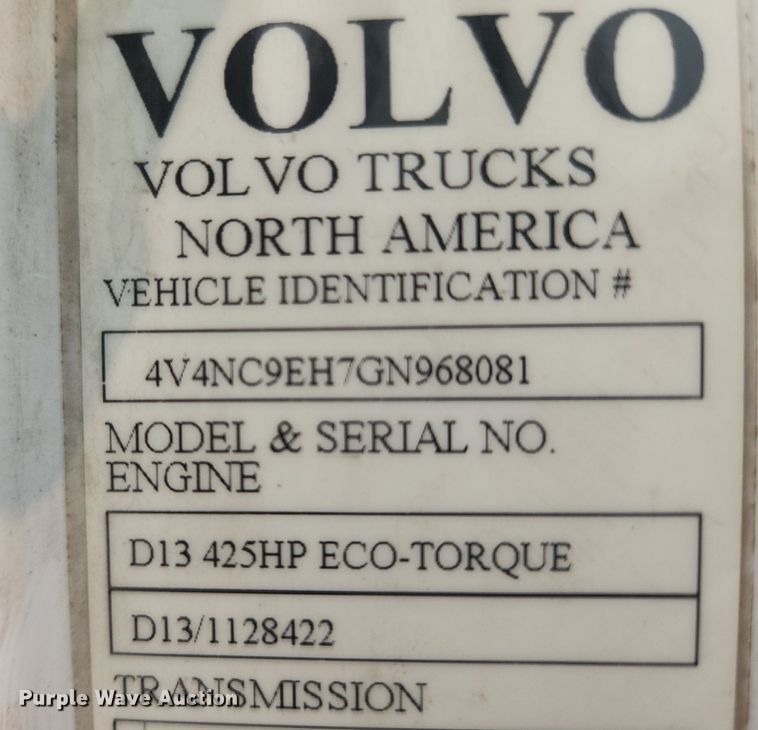 VOLVO
VOLVO TRUCKS
NORTH AMERICA
VEHICLE IDENTIFICATION #
4V4NC9EH7GN968081
MODEL & SERIAL NO.
ENGINE
D13 425HP ECO-TORQUE
D13/1128422
TRANSMISSION
Purple Wave Auction